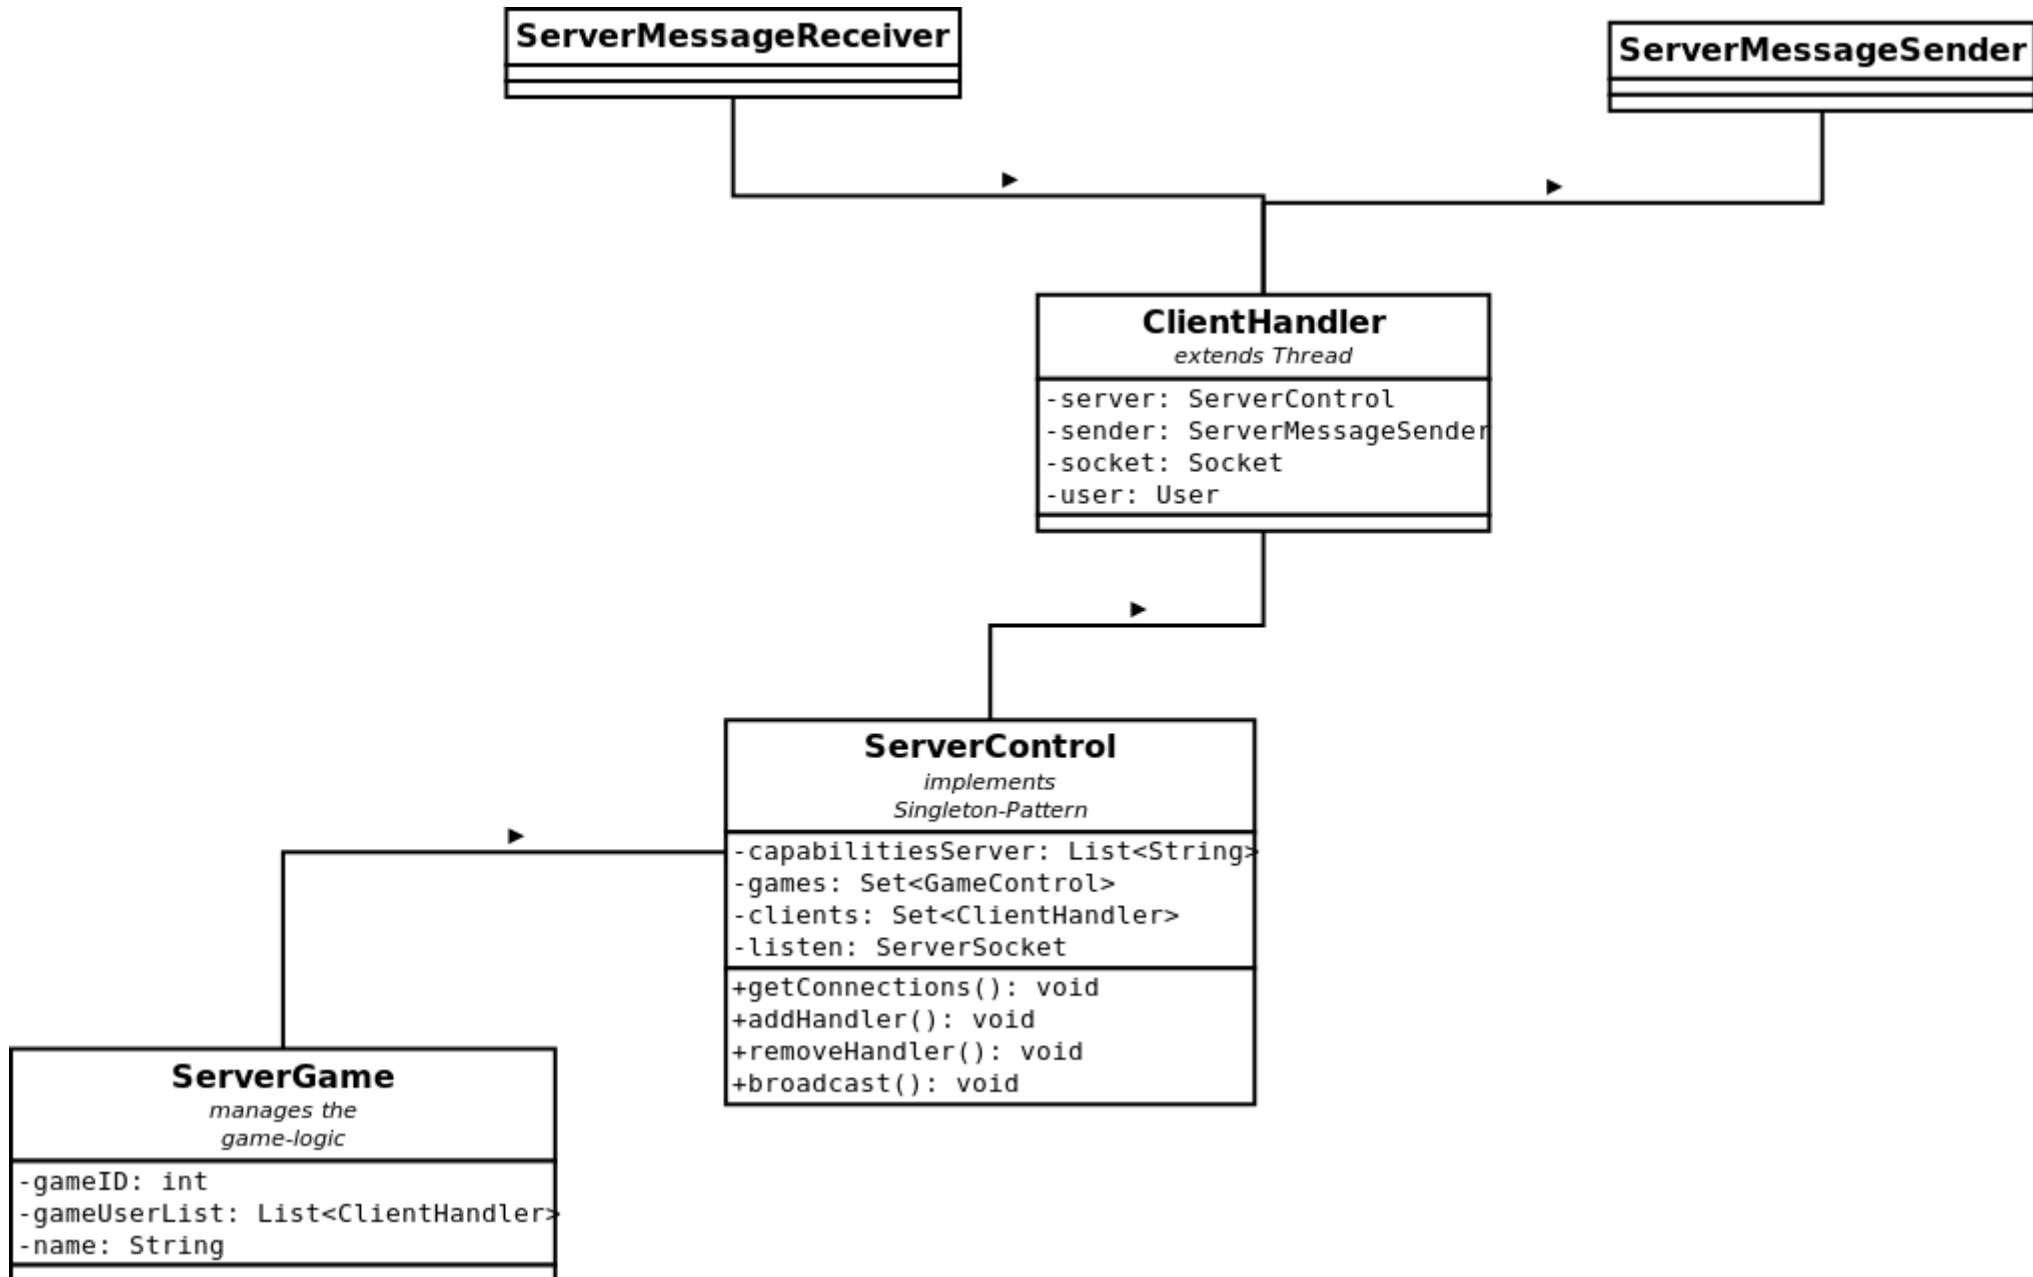 ServerMessageReceiver
ServerMessageSender
ClientHandler
extends Thread
-server: ServerControl
-sender: ServerMessageSender
-socket: Socket
-user: User
ServerControl
implements
Singleton-Pattern
-capabilitiesServer: List<String>
-games: Set<GameControl>
-clients: Set<ClientHandler>
-listen: ServerSocket
+getConnections(): void
+addHandler(): void
+removeHandler(): void
+broadcast(): void
ServerGame
manages the
game-logic
-gameID: int
-gameUserList: List<ClientHandler>
-name: String